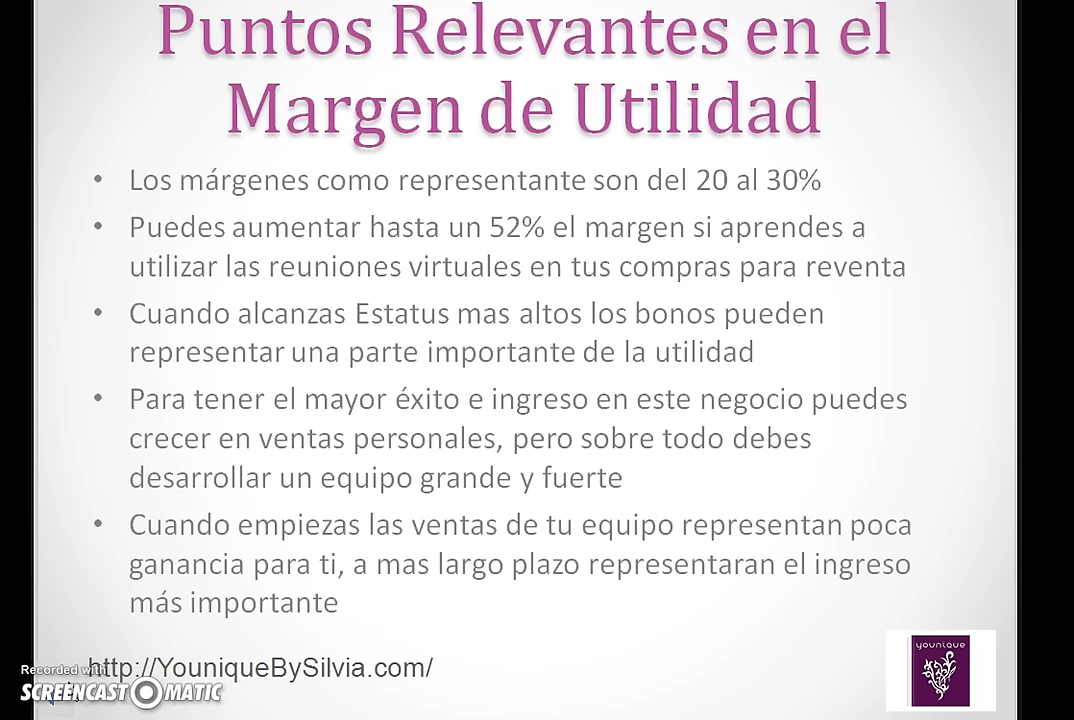 Puntos Relevantes en el
Margen de Utilidad
• Los márgenes como representante son del 20 al 30%
• Puedes aumentar hasta un 52% el margen si aprendes a
utilizar las reuniones virtuales en tus compras para reventa
• Cuando alcanzas Estatus mas altos los bonos pueden
representar una parte importante de la utilidad
• Para tener el mayor éxito e ingreso en este negocio puedes
crecer en ventas personales, pero sobre todo debes
desarrollar un equipo grande y fuerte
• Cuando empiezas las ventas de tu equipo representan poca
ganancia para ti, a mas largo plazo representaran el ingreso
más importante
younique
http://YouniqueBySilvia.com/
Recorded with
SCREENCAST MATIC